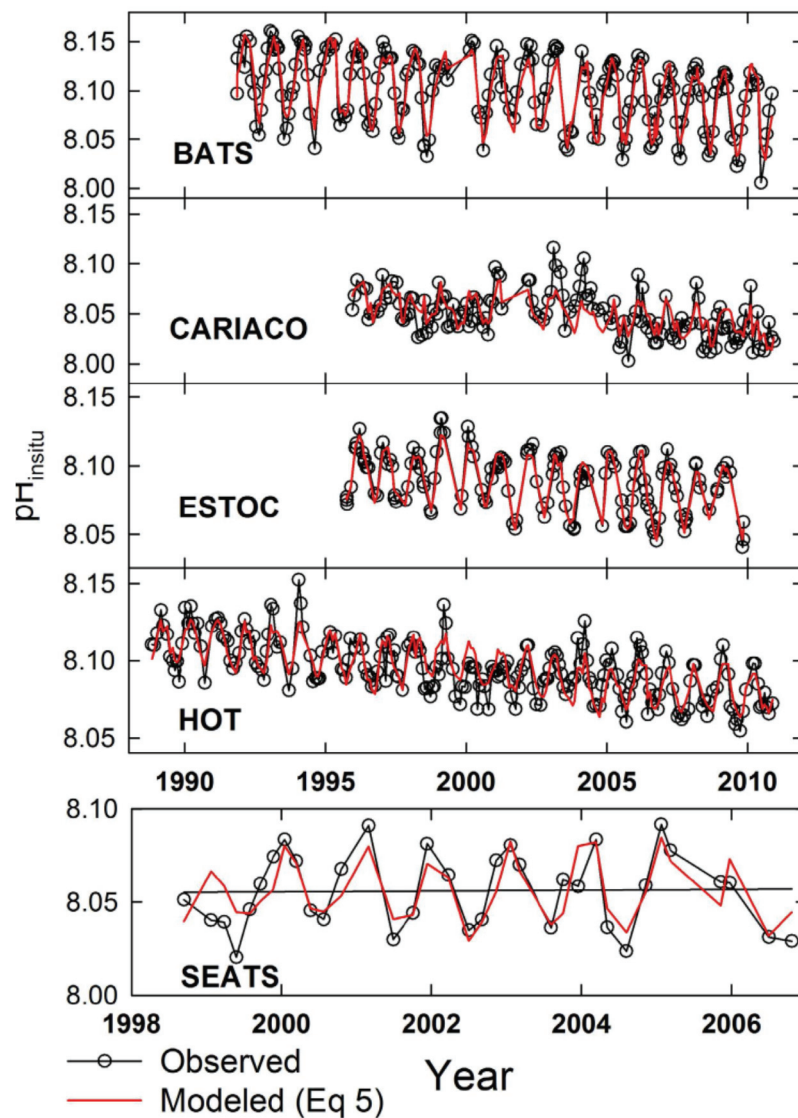 8.15
8.10
8.05
8.00
BATS
8.15
8.10
8.05
8.00
CARIACO
8.15
8.10
8.05
ESTOC
8.15
8.10
8.05
HOT
pH insitu
1990 1995 2000 2005 2010
8.10
8.05
8.00
SEATS
1998 2000 2002 2004 2006
Year
Observed
Modeled (Eq 5)